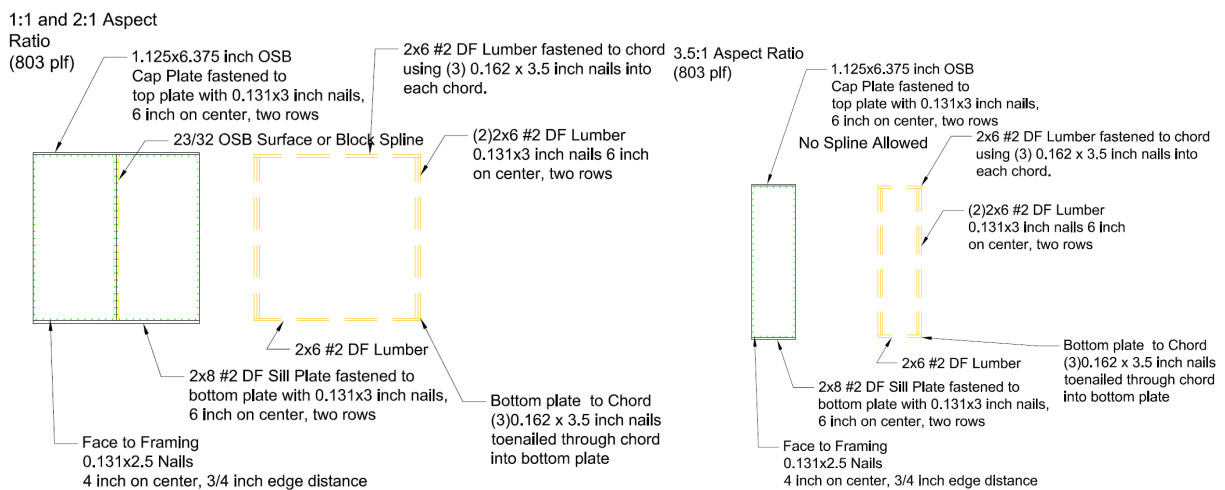 1:1 and 2:1 Aspect
Ratio
(803 plf)
1.125x6.375 inch OSB
Cap Plate fastened to
top plate with 0.131x3 inch nails,
6 inch on center, two rows
23/32 OSB Surface or Block Spline
2x6 #2 DF Lumber fastened to chord
using (3) 0.162 x 3.5 inch nails into
each chord.
(2)2x6 #2 DF Lumber
0.131x3 inch nails 6 inch
on center, two rows
2x6 #2 DF Lumber
2x8 #2 DF Sill Plate fastened to
bottom plate with 0.131x3 inch nails,
6 inch on center, two rows
Bottom plate to Chord
(3)0.162 x 3.5 inch nails
toenailed through chord
into bottom plate
Face to Framing
0.131x2.5 Nails
4 inch on center, 3/4 inch edge distance
3.5:1 Aspect Ratio
(803 plf)
1.125x6.375 inch OSB
Cap Plate fastened to
top plate with 0.131x3 inch nails,
6 inch on center, two rows
No Spline Allowed
2x6 #2 DF Lumber fastened to chord
using (3) 0.162 x 3.5 inch nails into
each chord.
(2)2x6 #2 DF Lumber
0.131x3 inch nails 6 inch
on center, two rows
2x6 #2 DF Lumber
Bottom plate to Chord
(3)0.162 x 3.5 inch nails
toenailed through chord
into bottom plate
2x8 #2 DF Sill Plate fastened to
bottom plate with 0.131x3 inch nails,
6 inch on center, two rows
Face to Framing
0.131x2.5 Nails
4 inch on center, 3/4 inch edge distance